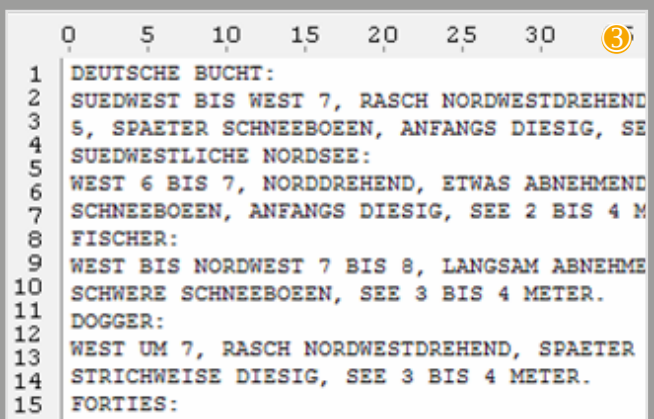 0 5 10 15 20 25 30 3
1 DEUTSCHE BUCHT:
2 SUEDWEST BIS WEST 7, RASCH NORDWESTDREHEND
3 5, SPAETER SCHNEEBOEEN, ANFANGS DIESIG, SE
4 SUEDWESTLICHE NORDSEE:
5 WEST 6 BIS 7, NORDDREHEND, ETWAS ABNEHMEND
6 SCHNEEBOEEN, ANFANGS DIESIG, SEE 2 BIS 4 M
7 FISCHER:
8 WEST BIS NORDWEST 7 BIS 8, LANGSAM ABNEHME
9 SCHWERE SCHNEEBOEEN, SEE 3 BIS 4 METER.
10 DOGGER:
11 WEST UM 7, RASCH NORDWESTDREHEND, SPAETER
12 STRICHWEISE DIESIG, SEE 3 BIS 4 METER.
13 FORTIES:
14
15